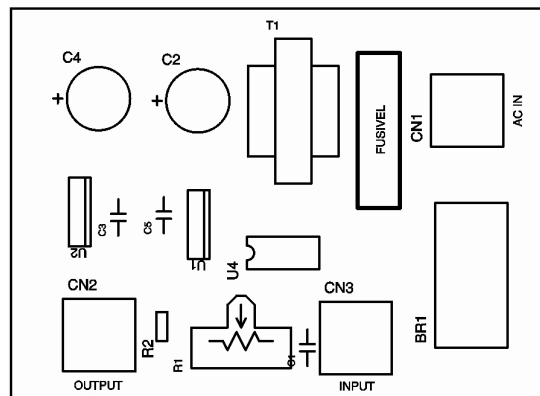 T1
C4
C2
+
+
FUSIVEL
CN1
AC IN
U2
C3
C5
U1
U4
CN2
CN3
BR1
R2
R1
C1
OUTPUT
INPUT